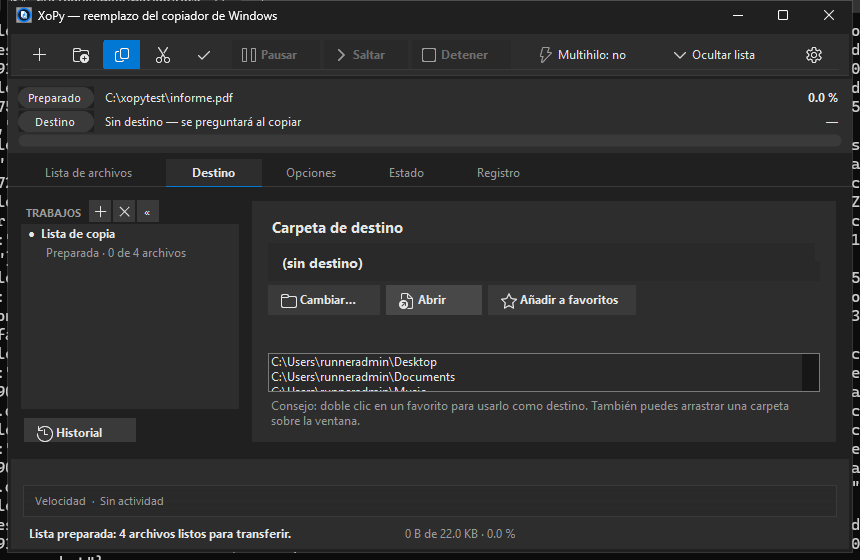 XoPy — reemplazo del copiador de Windows
Pausar
Saltar
Detener
Multihilo: no
Ocultar lista
Preparado C:\xopytest\informe.pdf 0.0 %
Destino Sin destino — se preguntará al copiar —
Lista de archivos
Destino
Opciones
Estado
Registro
TRABAJOS
«
• Lista de copia
Preparada · 0 de 4 archivos
Historial
Carpeta de destino
(sin destino)
Cambiar...
Abrir
Añadir a favoritos
C:\Users\runneradmin\Desktop
C:\Users\runneradmin\Documents
C:\Users\runneradmin\Music
Consejo: doble clic en un favorito para usarlo como destino. También puedes arrastrar una carpeta
sobre la ventana.
Velocidad · Sin actividad
Lista preparada: 4 archivos listos para transferir.
0 B de 22.0 KB · 0.0 %